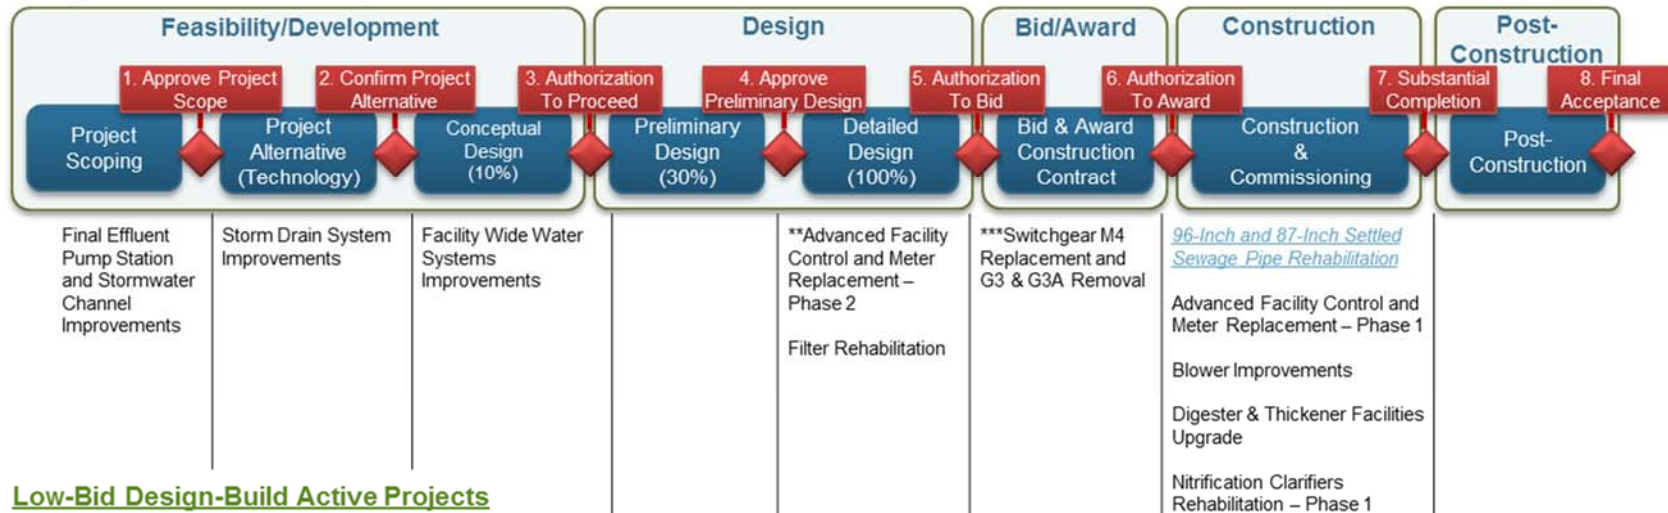 Feasibility/Development
Design
Bid/Award
Construction
Post-
Construction
1. Approve Project
Scope
2. Confirm Project
Alternative
3. Authorization
To Proceed
4. Approve
Preliminary Design
5. Authorization
To Bid
6. Authorization
To Award
7. Substantial
Completion
8. Final
Acceptance
Project
Scoping
Project
Alternative
(Technology)
Conceptual
Design
(10%)
Preliminary
Design
(30%)
Detailed
Design
(100%)
Bid & Award
Construction
Contract
Construction
&
Commissioning
Post-
Construction
Final Effluent
Pump Station
and Stormwater
Channel
Improvements
Storm Drain System
Improvements
Facility Wide Water
Systems
Improvements
**Advanced Facility
Control and Meter
Replacement –
Phase 2
Filter Rehabilitation
***Switchgear M4
Replacement and
G3 & G3A Removal
96-Inch and 87-Inch Settled
Sewage Pipe Rehabilitation
Advanced Facility Control and
Meter Replacement – Phase 1
Blower Improvements
Digester & Thickener Facilities
Upgrade
Nitrification Clarifiers
Rehabilitation – Phase 1
Low-Bid Design-Build Active Projects